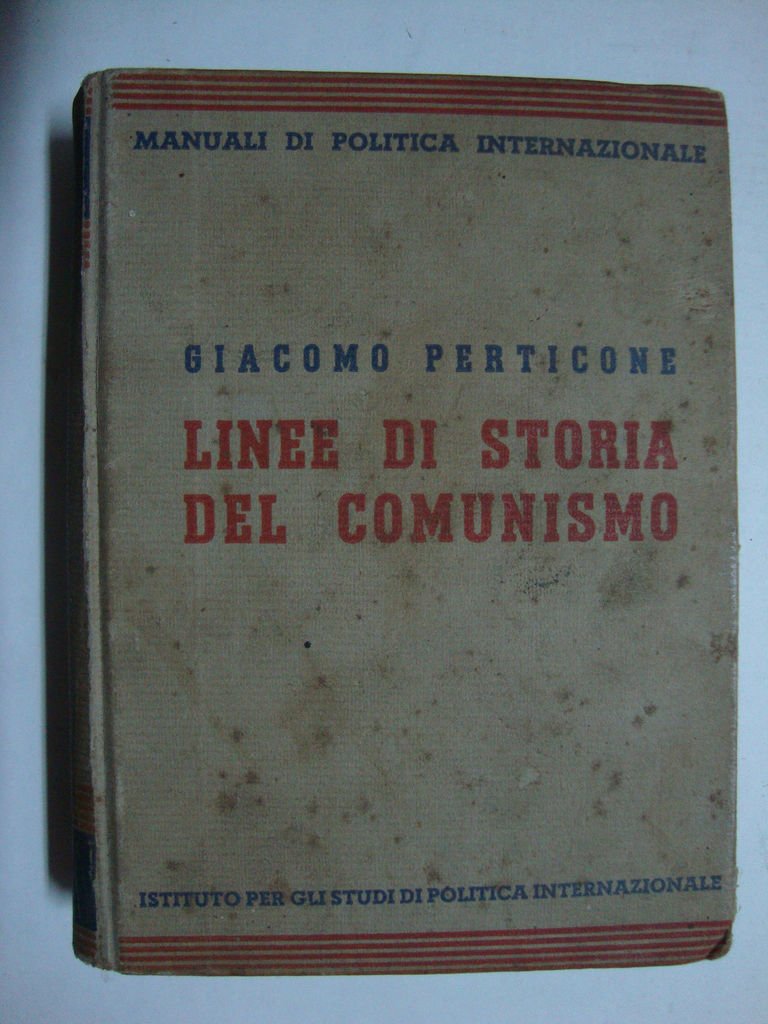 MANUALI DI POLITICA INTERNAZIONALE
GIACOMO PERTICONE
LINEE DI STORIA
DEL COMUNISMO
ISTITUTO PER GLI STUDI DI POLITICA INTERNAZIONALE